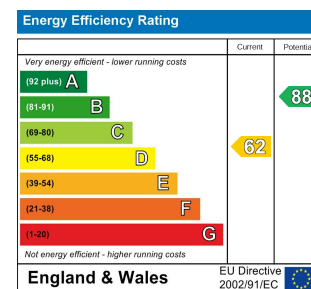 Energy Efficiency Rating
Current Potentia
Very energy efficient - lower running costs
(92 plus) A
(81-91) B
88
(69-80) C
62
(55-68) D
(39-54) E
(21-38) F
(1-20) G
Not energy efficient - higher running costs
England & Wales
EU Directive
2002/91/EC